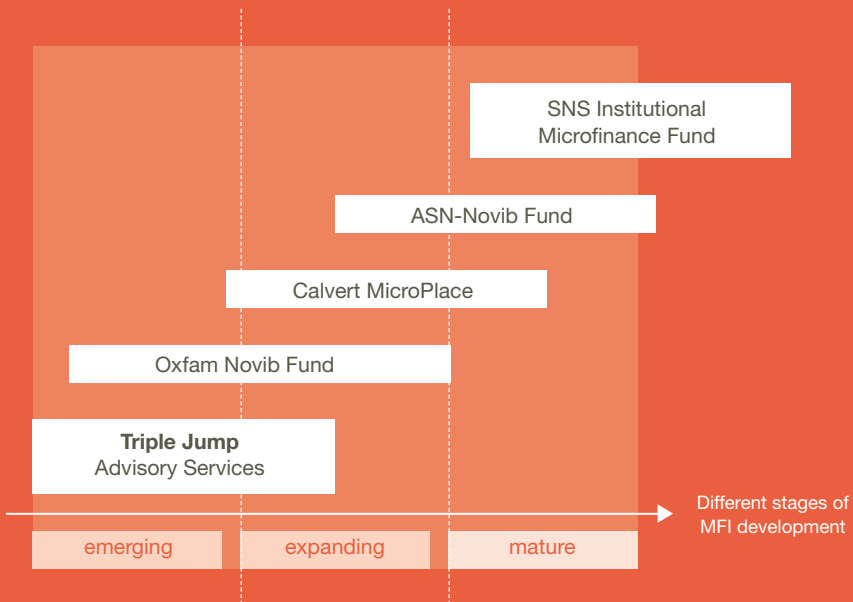 SNS Institutional
Microfinance Fund
ASN-Novib Fund
Calvert MicroPlace
Oxfam Novib Fund
Triple Jump
Advisory Services
Different stages of
MFI development
emerging
expanding
mature